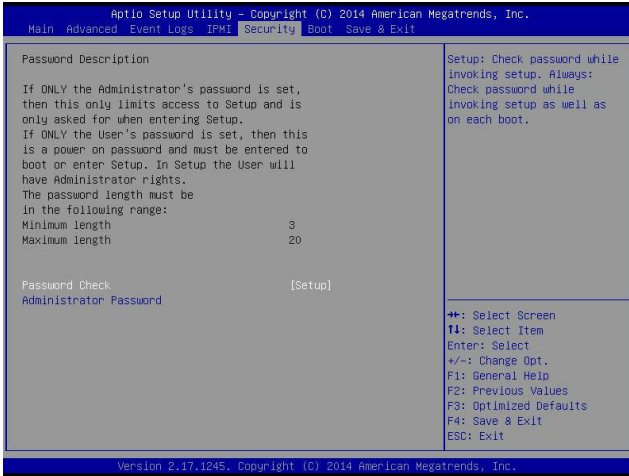 Aptio Setup Utility – Copyright (C) 2014 American Megatrends, Inc.
Main Advanced Event Logs IPMI Security Boot Save & Exit
Password Description
If ONLY the Administrator's password is set,
then this only limits access to Setup and is
only asked for when entering Setup.
If ONLY the User's password is set, then this
is a power on password and must be entered to
boot or enter Setup. In Setup the User will
have Administrator rights.
The password length must be
in the following range:
Minimum length 3
Maximum length 20
Password Check [Setup]
Administrator Password
Setup: Check password while
invoking setup. Always:
Check password while
invoking setup as well as
on each boot.
→←: Select Screen
↑↓: Select Item
Enter: Select
+/-: Change Opt.
F1: General Help
F2: Previous Values
F3: Optimized Defaults
F4: Save & Exit
ESC: Exit
Version 2.17.1245. Copyright (C) 2014 American Megatrends, Inc.